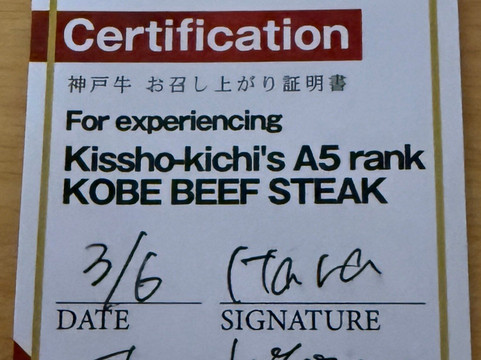 Certification
神戸牛 お召し上がり証明書
For experiencing
Kissho-kichi's A5 rank
KOBE BEEF STEAK
3/6
DATE SIGNATURE